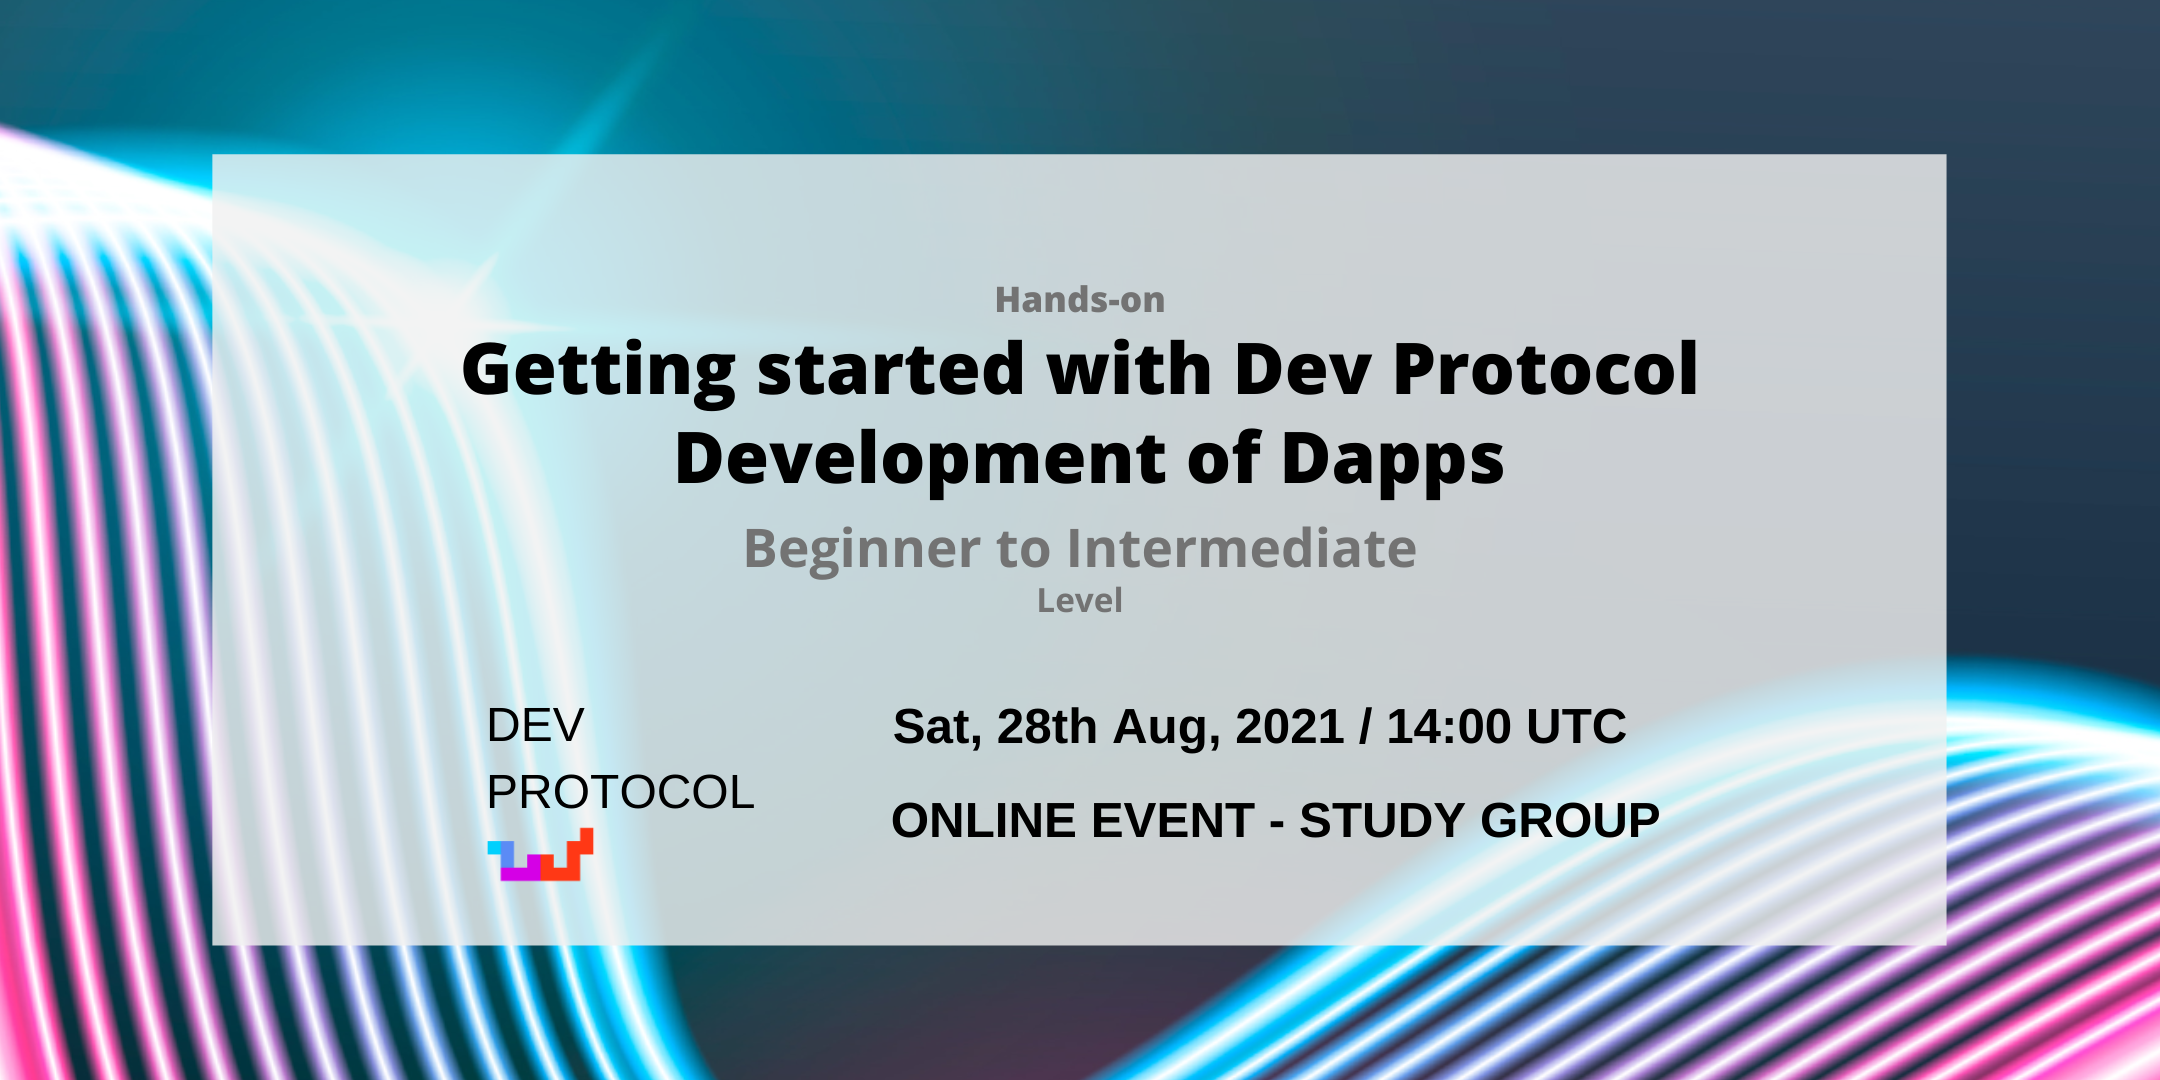 Hands-on
Getting started with Dev Protocol
Development of Dapps
Beginner to Intermediate
Level
DEV
PROTOCOL
Sat, 28th Aug, 2021 / 14:00 UTC
ONLINE EVENT - STUDY GROUP